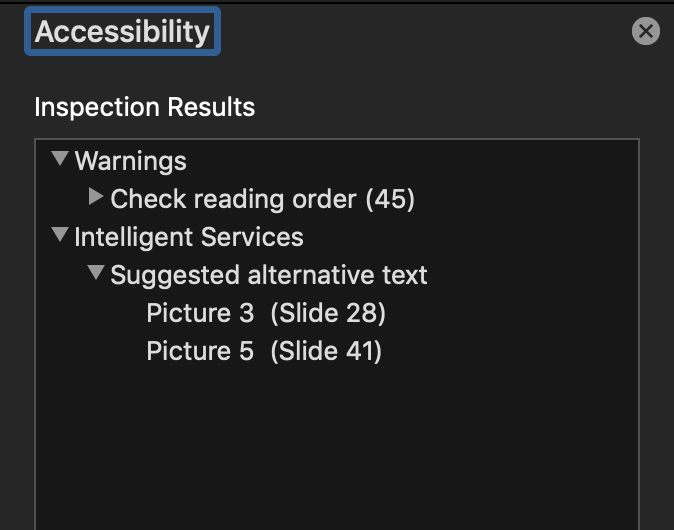 Accessibility
Inspection Results
Warnings
Check reading order (45)
Intelligent Services
Suggested alternative text
Picture 3 (Slide 28)
Picture 5 (Slide 41)